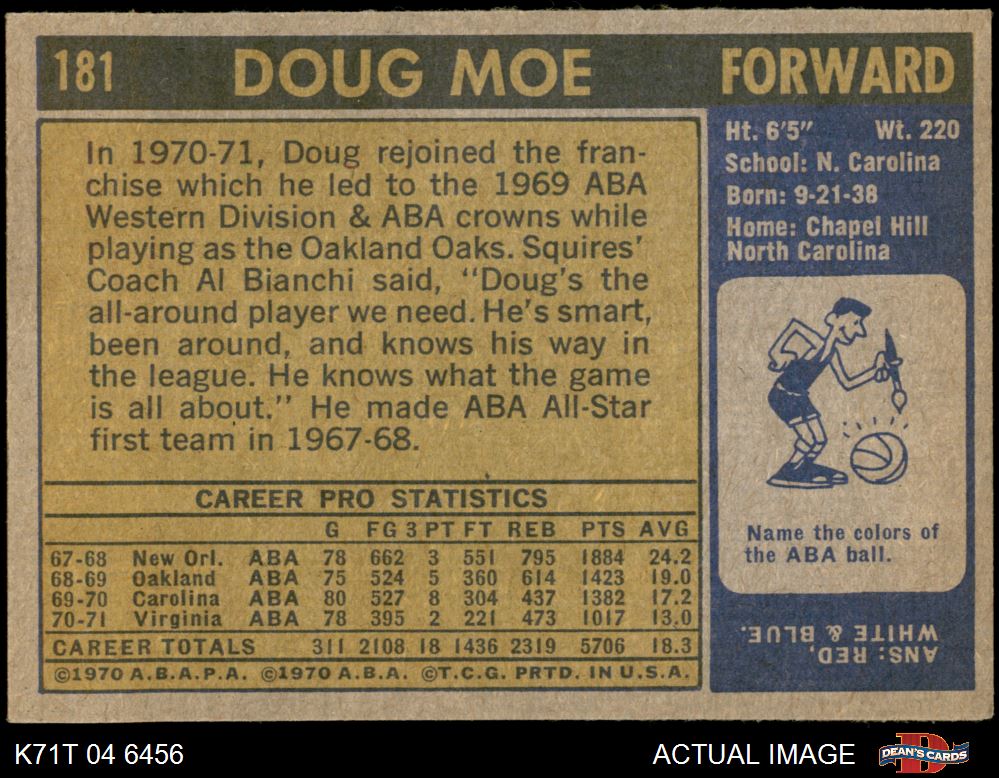 181 DOUG MOE FORWARD
In 1970-71, Doug rejoined the fran-
chise which he led to the 1969 ABA
Western Division & ABA crowns while
playing as the Oakland Oaks. Squires'
Coach Al Bianchi said, "Doug's the
all-around player we need. He's smart,
been around, and knows his way in
the league. He knows what the game
is all about." He made ABA All-Star
first team in 1967-68.
CAREER PRO STATISTICS
G FG 3 PT FT REB PTS AVG
67-68 New Orl. ABA 78 662 3 551 795 1884 24.2
68-69 Oakland ABA 75 524 5 360 614 1423 19.0
69-70 Carolina ABA 80 527 8 304 437 1382 17.2
70-71 Virginia ABA 78 395 2 221 473 1017 13.0
CAREER TOTALS 311 2108 18 1436 2319 5706 18.3
©1970 A.B.A.P.A. ©1970 A.B.A. ©T.C.G. PRTD. IN U.S.A.
Ht. 6'5" Wt. 220
School: N. Carolina
Born: 9-21-38
Home: Chapel Hill
North Carolina
Name the colors of
the ABA ball.
ANS: RED,
WHITE & BLUE.
K71T 04 6456 ACTUAL IMAGE D DEAN'S CARDS